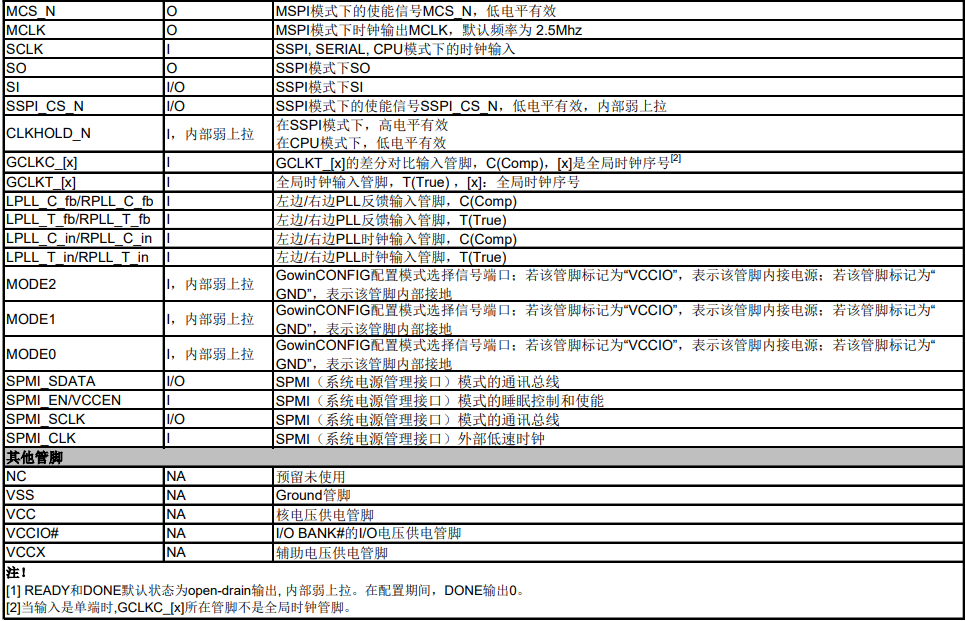 MCS_N O MSPI模式下的使能信号MCS_N，低电平有效
MCLK O MSPI模式下时钟输出MCLK，默认频率为 2.5Mhz
SCLK I SSPI, SERIAL, CPU模式下的时钟输入
SO O SSPI模式下SO
SI I/O SSPI模式下SI
SSPI_CS_N I/O SSPI模式下的使能信号SSPI_CS_N，低电平有效，内部弱上拉
CLKHOLD_N I，内部弱上拉 在SSPI模式下，高电平有效
在CPU模式下，低电平有效
GCLKC_[x] I GCLKT_[x]的差分对比输入管脚，C(Comp)，[x]是全局时钟序号[2]
GCLKT_[x] I 全局时钟输入管脚，T(True) ，[x]：全局时钟序号
LPLL_C_fb/RPLL_C_fb I 左边/右边PLL反馈输入管脚，C(Comp)
LPLL_T_fb/RPLL_T_fb I 左边/右边PLL反馈输入管脚，T(True)
LPLL_C_in/RPLL_C_in I 左边/右边PLL时钟输入管脚，C(Comp)
LPLL_T_in/RPLL_T_in I 左边/右边PLL时钟输入管脚，T(True)
MODE2 I，内部弱上拉 GowinCONFIG配置模式选择信号端口；若该管脚标记为“VCCIO”，表示该管脚内接电源；若该管脚标记为“
GND”，表示该管脚内部接地
MODE1 I，内部弱上拉 GowinCONFIG配置模式选择信号端口；若该管脚标记为“VCCIO”，表示该管脚内接电源；若该管脚标记为“
GND”，表示该管脚内部接地
MODE0 I，内部弱上拉 GowinCONFIG配置模式选择信号端口；若该管脚标记为“VCCIO”，表示该管脚内接电源；若该管脚标记为“
GND”，表示该管脚内部接地
SPMI_SDATA I/O SPMI（系统电源管理接口）模式的通讯总线
SPMI_EN/VCCEN I SPMI（系统电源管理接口）模式的睡眠控制和使能
SPMI_SCLK I/O SPMI（系统电源管理接口）模式的通讯总线
SPMI_CLK I SPMI（系统电源管理接口）外部低速时钟
其他管脚
NC NA 预留未使用
VSS NA Ground管脚
VCC NA 核电压供电管脚
VCCIO# NA I/O BANK#的I/O电压供电管脚
VCCX NA 辅助电压供电管脚
注！
[1] READY和DONE默认状态为open-drain输出, 内部弱上拉。在配置期间，DONE输出0。
[2]当输入是单端时,GCLKC_[x]所在管脚不是全局时钟管脚。